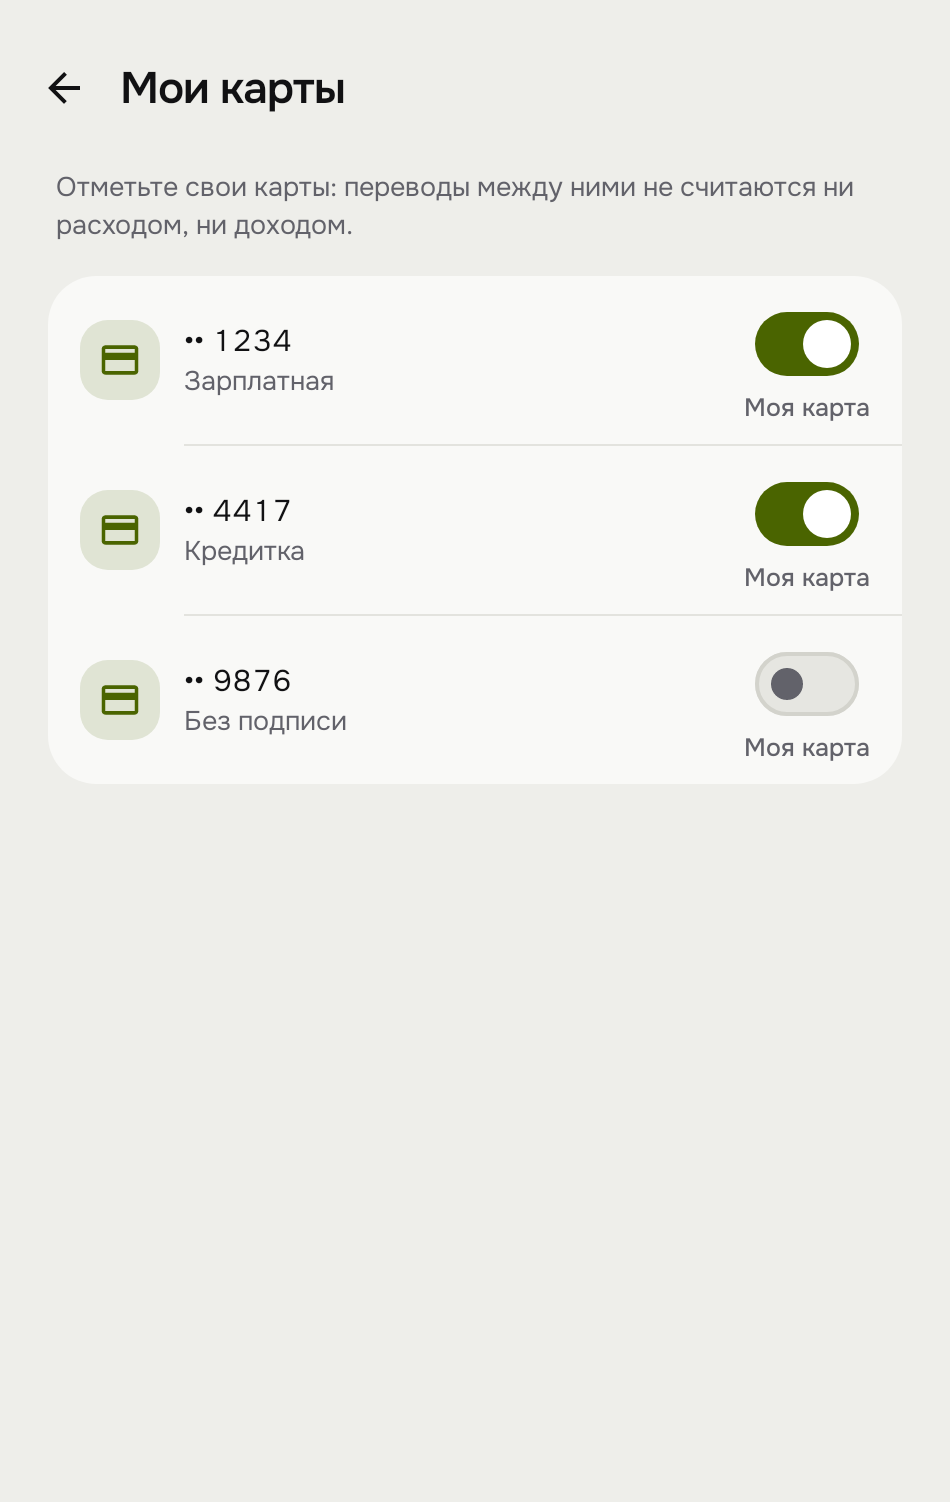 Мои карты
Отметьте свои карты: переводы между ними не считаются ни
расходом, ни доходом.
•• 1234
Зарплатная
Моя карта
•• 4417
Кредитка
Моя карта
•• 9876
Без подписи
Моя карта